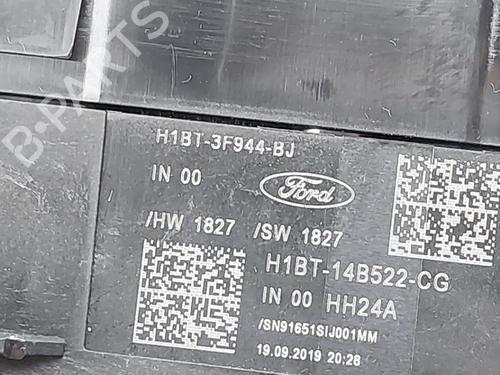 B-PARTS
H1BT-3F944-BJ
IN 00
Ford
/HW 1827 /SW 1827
H1BT-14B522-CG
IN 00 HH24A
/SN91651SIJ001MM
19.09.2019 20:28